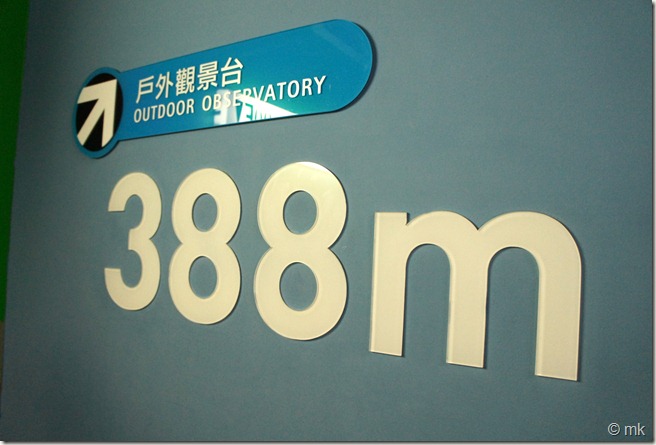 戶外觀景台
OUTDOOR OBSERVATORY
388m
© mk